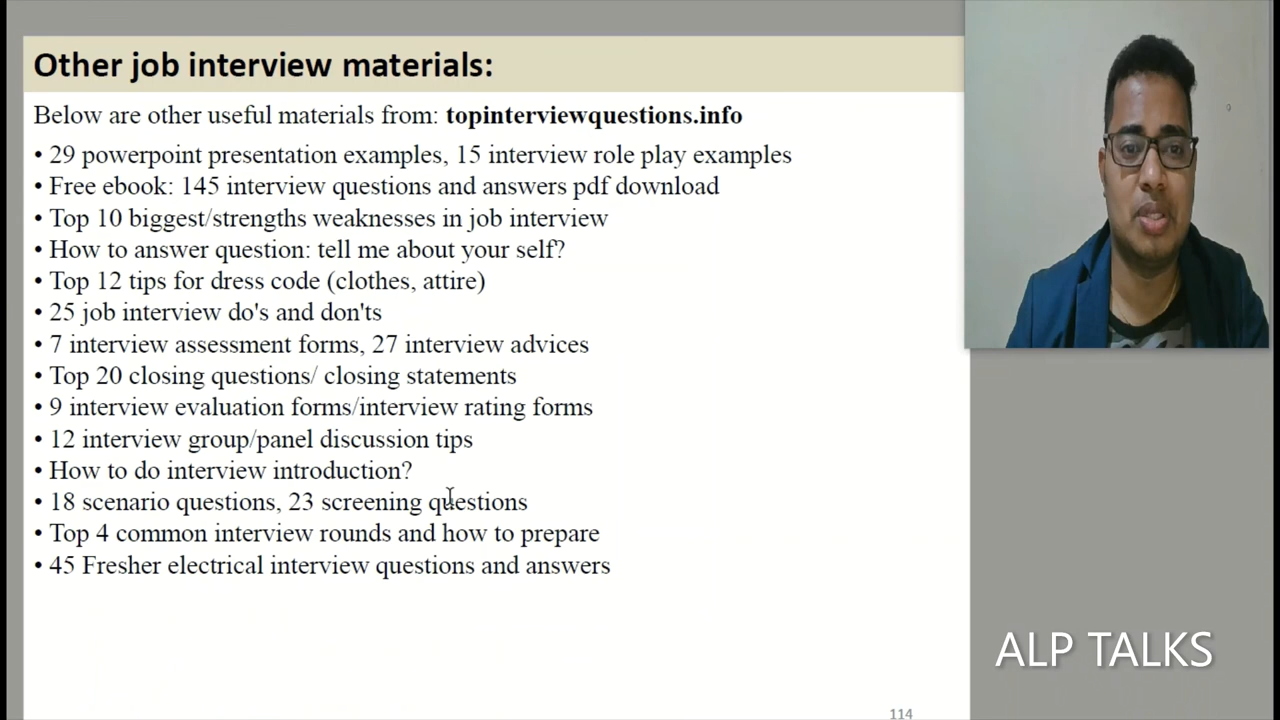 Other job interview materials:
Below are other useful materials from: topinterviewquestions.info
• 29 powerpoint presentation examples, 15 interview role play examples
• Free ebook: 145 interview questions and answers pdf download
• Top 10 biggest/strengths weaknesses in job interview
• How to answer question: tell me about your self?
• Top 12 tips for dress code (clothes, attire)
• 25 job interview do's and don'ts
• 7 interview assessment forms, 27 interview advices
• Top 20 closing questions/ closing statements
• 9 interview evaluation forms/interview rating forms
• 12 interview group/panel discussion tips
• How to do interview introduction?
• 18 scenario questions, 23 screening questions
• Top 4 common interview rounds and how to prepare
• 45 Fresher electrical interview questions and answers
ALP TALKS
114